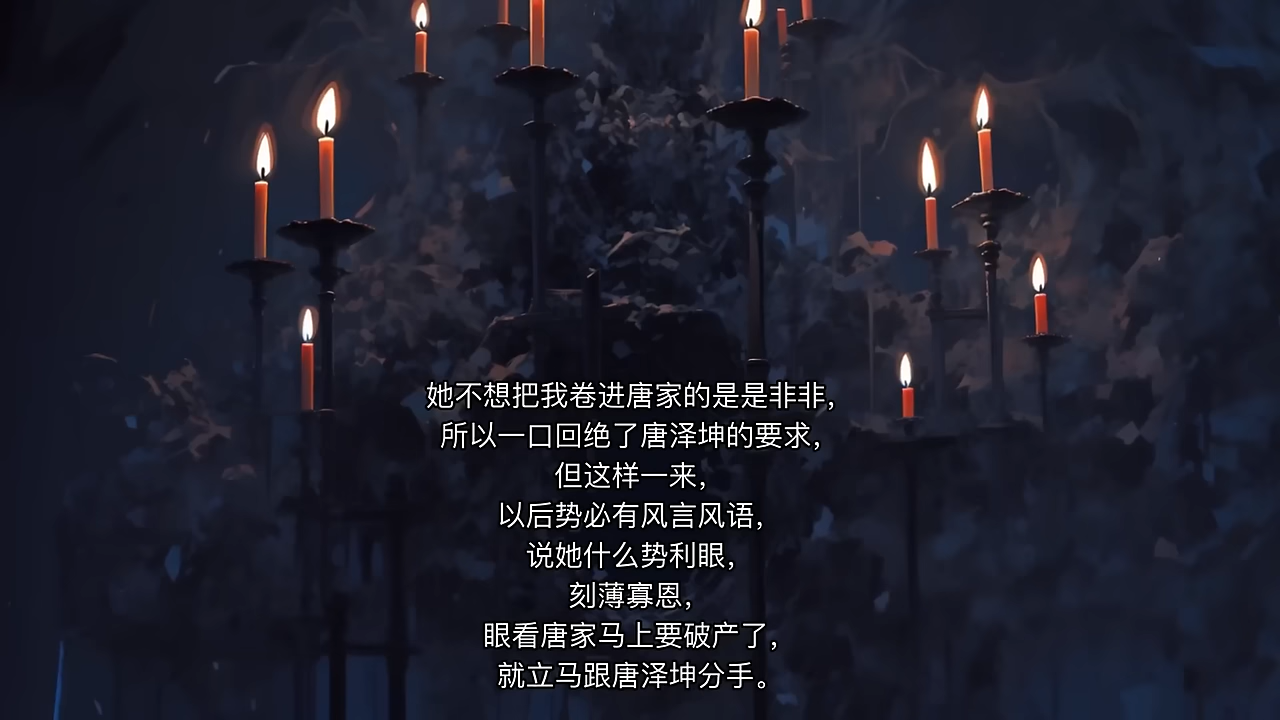 她不想把我卷进唐家的是是非非，
所以一口回绝了唐泽坤的要求，
但这样一来，
以后势必有风言风语，
说她什么势利眼，
刻薄寡恩，
眼看唐家马上要破产了，
就立马跟唐泽坤分手。